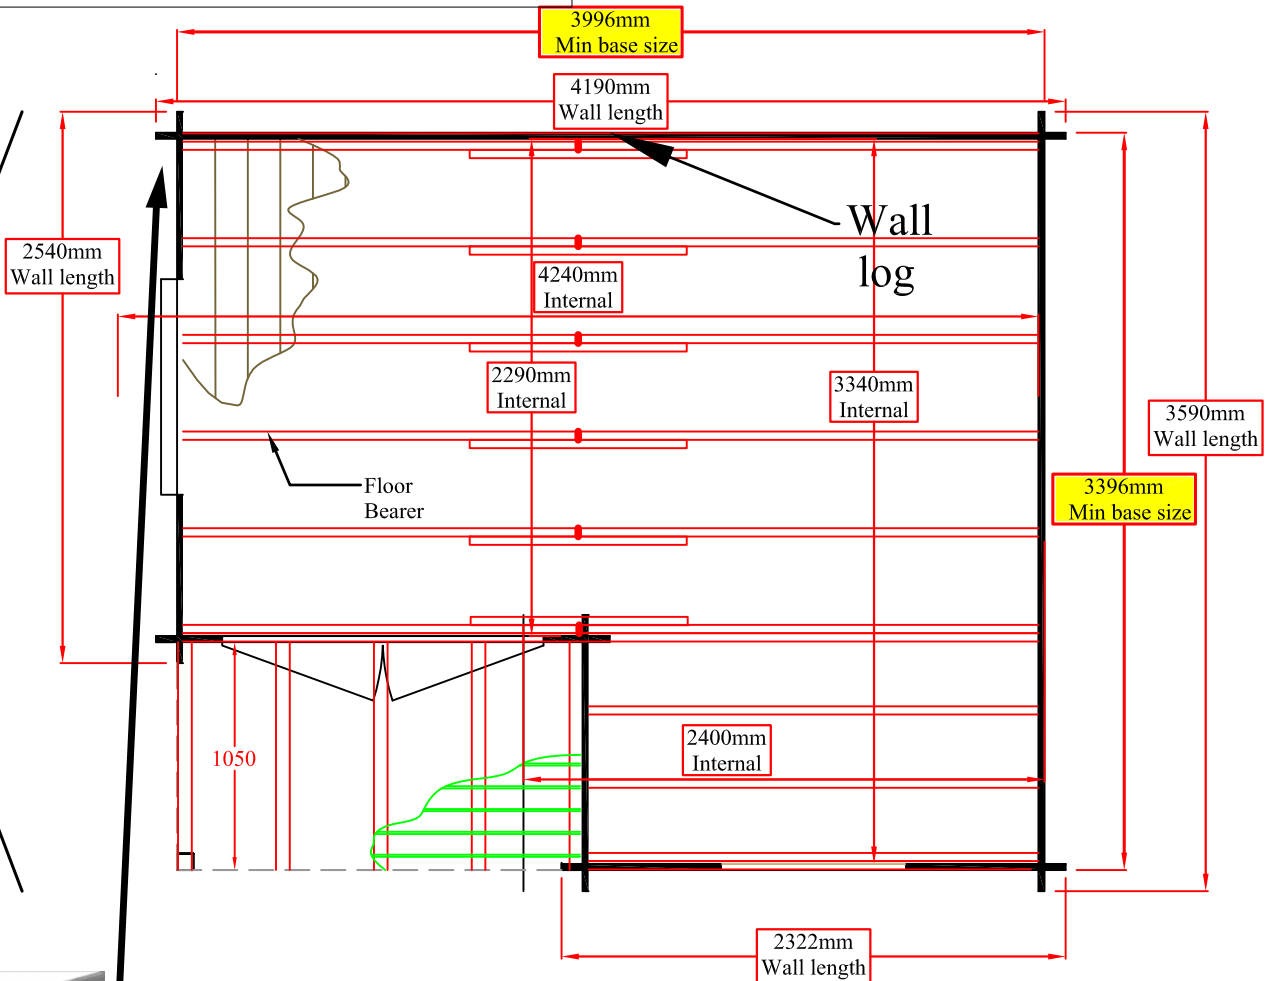 3996mm
Min base size
4190mm
Wall length
Wall
log
2540mm
Wall length
4240mm
Internal
2290mm
Internal
3340mm
Internal
3590mm
Wall length
Floor
Bearer
3396mm
Min base size
2400mm
Internal
1050
2322mm
Wall length